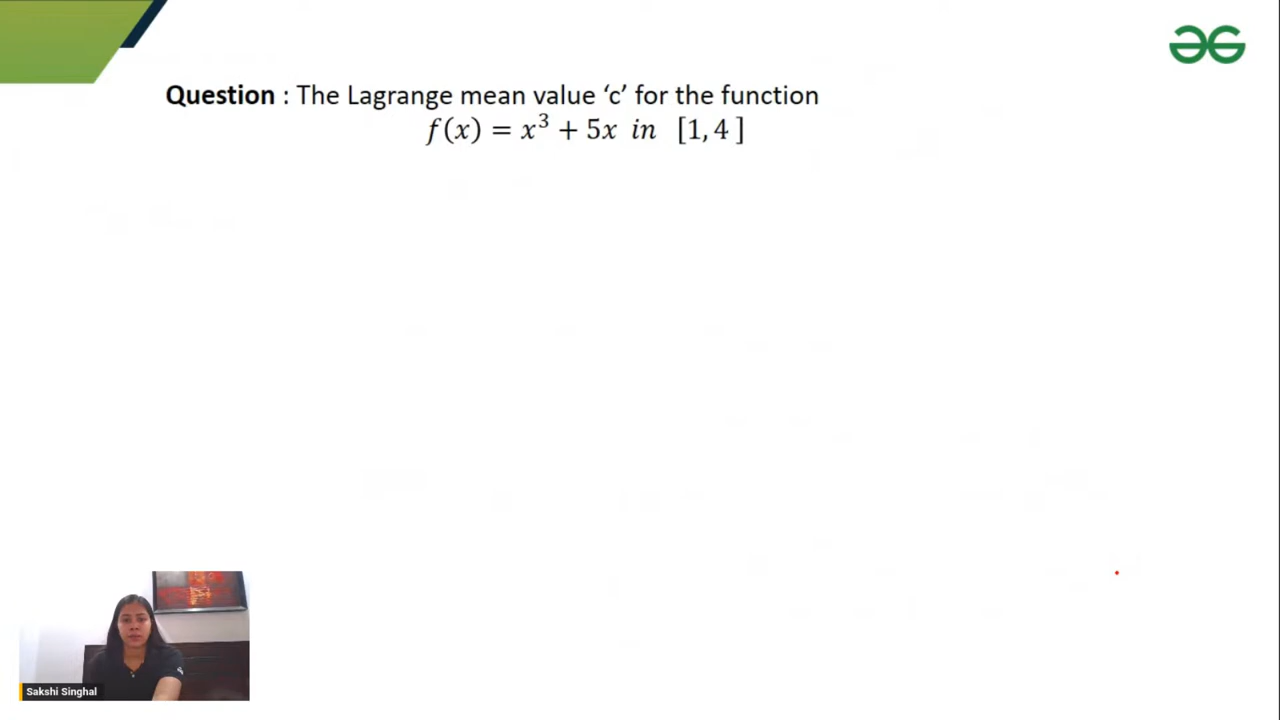 Question : The Lagrange mean value ‘c’ for the function
f(x) = x³ + 5x in [1, 4 ]
Sakshi Singhal